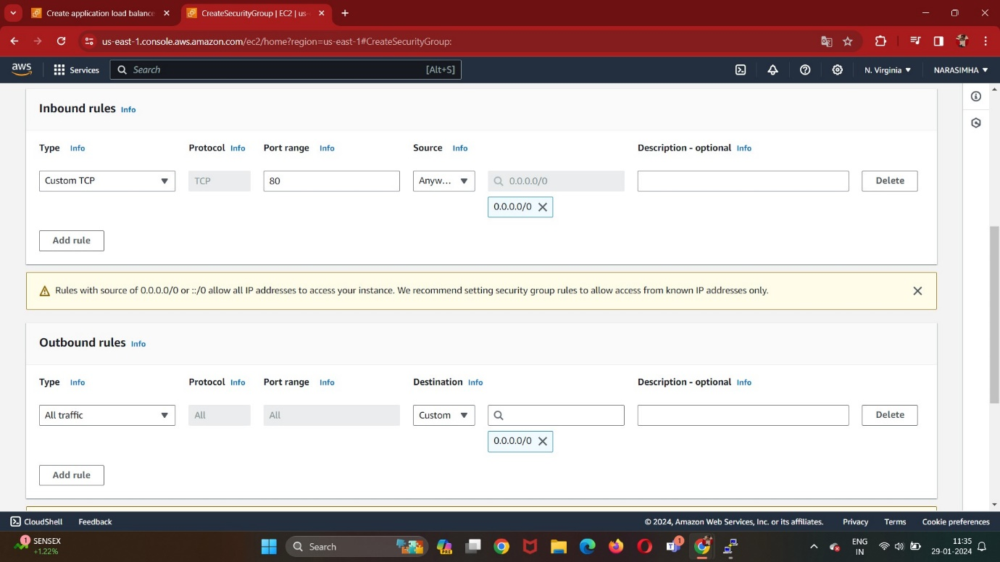 Create application load balance
CreateSecurityGroup | EC2 | us-
us-east-1.console.aws.amazon.com/ec2/home?region=us-east-1#CreateSecurityGroup:
aws
Services
Search
[Alt+S]
N. Virginia
NARASIMHA
Inbound rules Info
Type Info Protocol Info Port range Info Source Info Description - optional Info
Custom TCP TCP 80 Anyw... 0.0.0.0/0 Delete
0.0.0.0/0
Add rule
Rules with source of 0.0.0.0/0 or ::/0 allow all IP addresses to access your instance. We recommend setting security group rules to allow access from known IP addresses only.
Outbound rules Info
Type Info Protocol Info Port range Info Destination Info Description - optional Info
All traffic All All Custom Delete
0.0.0.0/0
Add rule
CloudShell Feedback © 2024, Amazon Web Services, Inc. or its affiliates. Privacy Terms Cookie preferences
1
SENSEX
+1.22%
Search
PRE
1
ENG
IN
11:35
29-01-2024